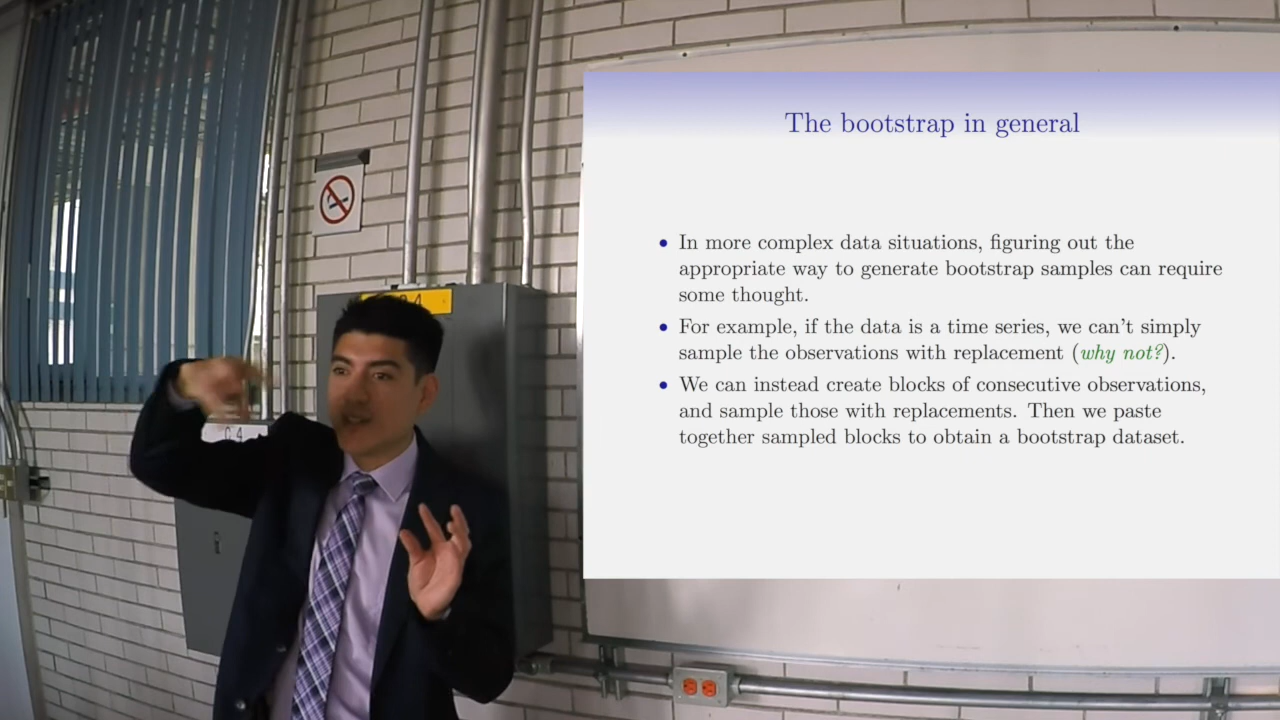 The bootstrap in general
• In more complex data situations, figuring out the
appropriate way to generate bootstrap samples can require
some thought.
• For example, if the data is a time series, we can't simply
sample the observations with replacement (why not?).
• We can instead create blocks of consecutive observations,
and sample those with replacements. Then we paste
together sampled blocks to obtain a bootstrap dataset.
C 4